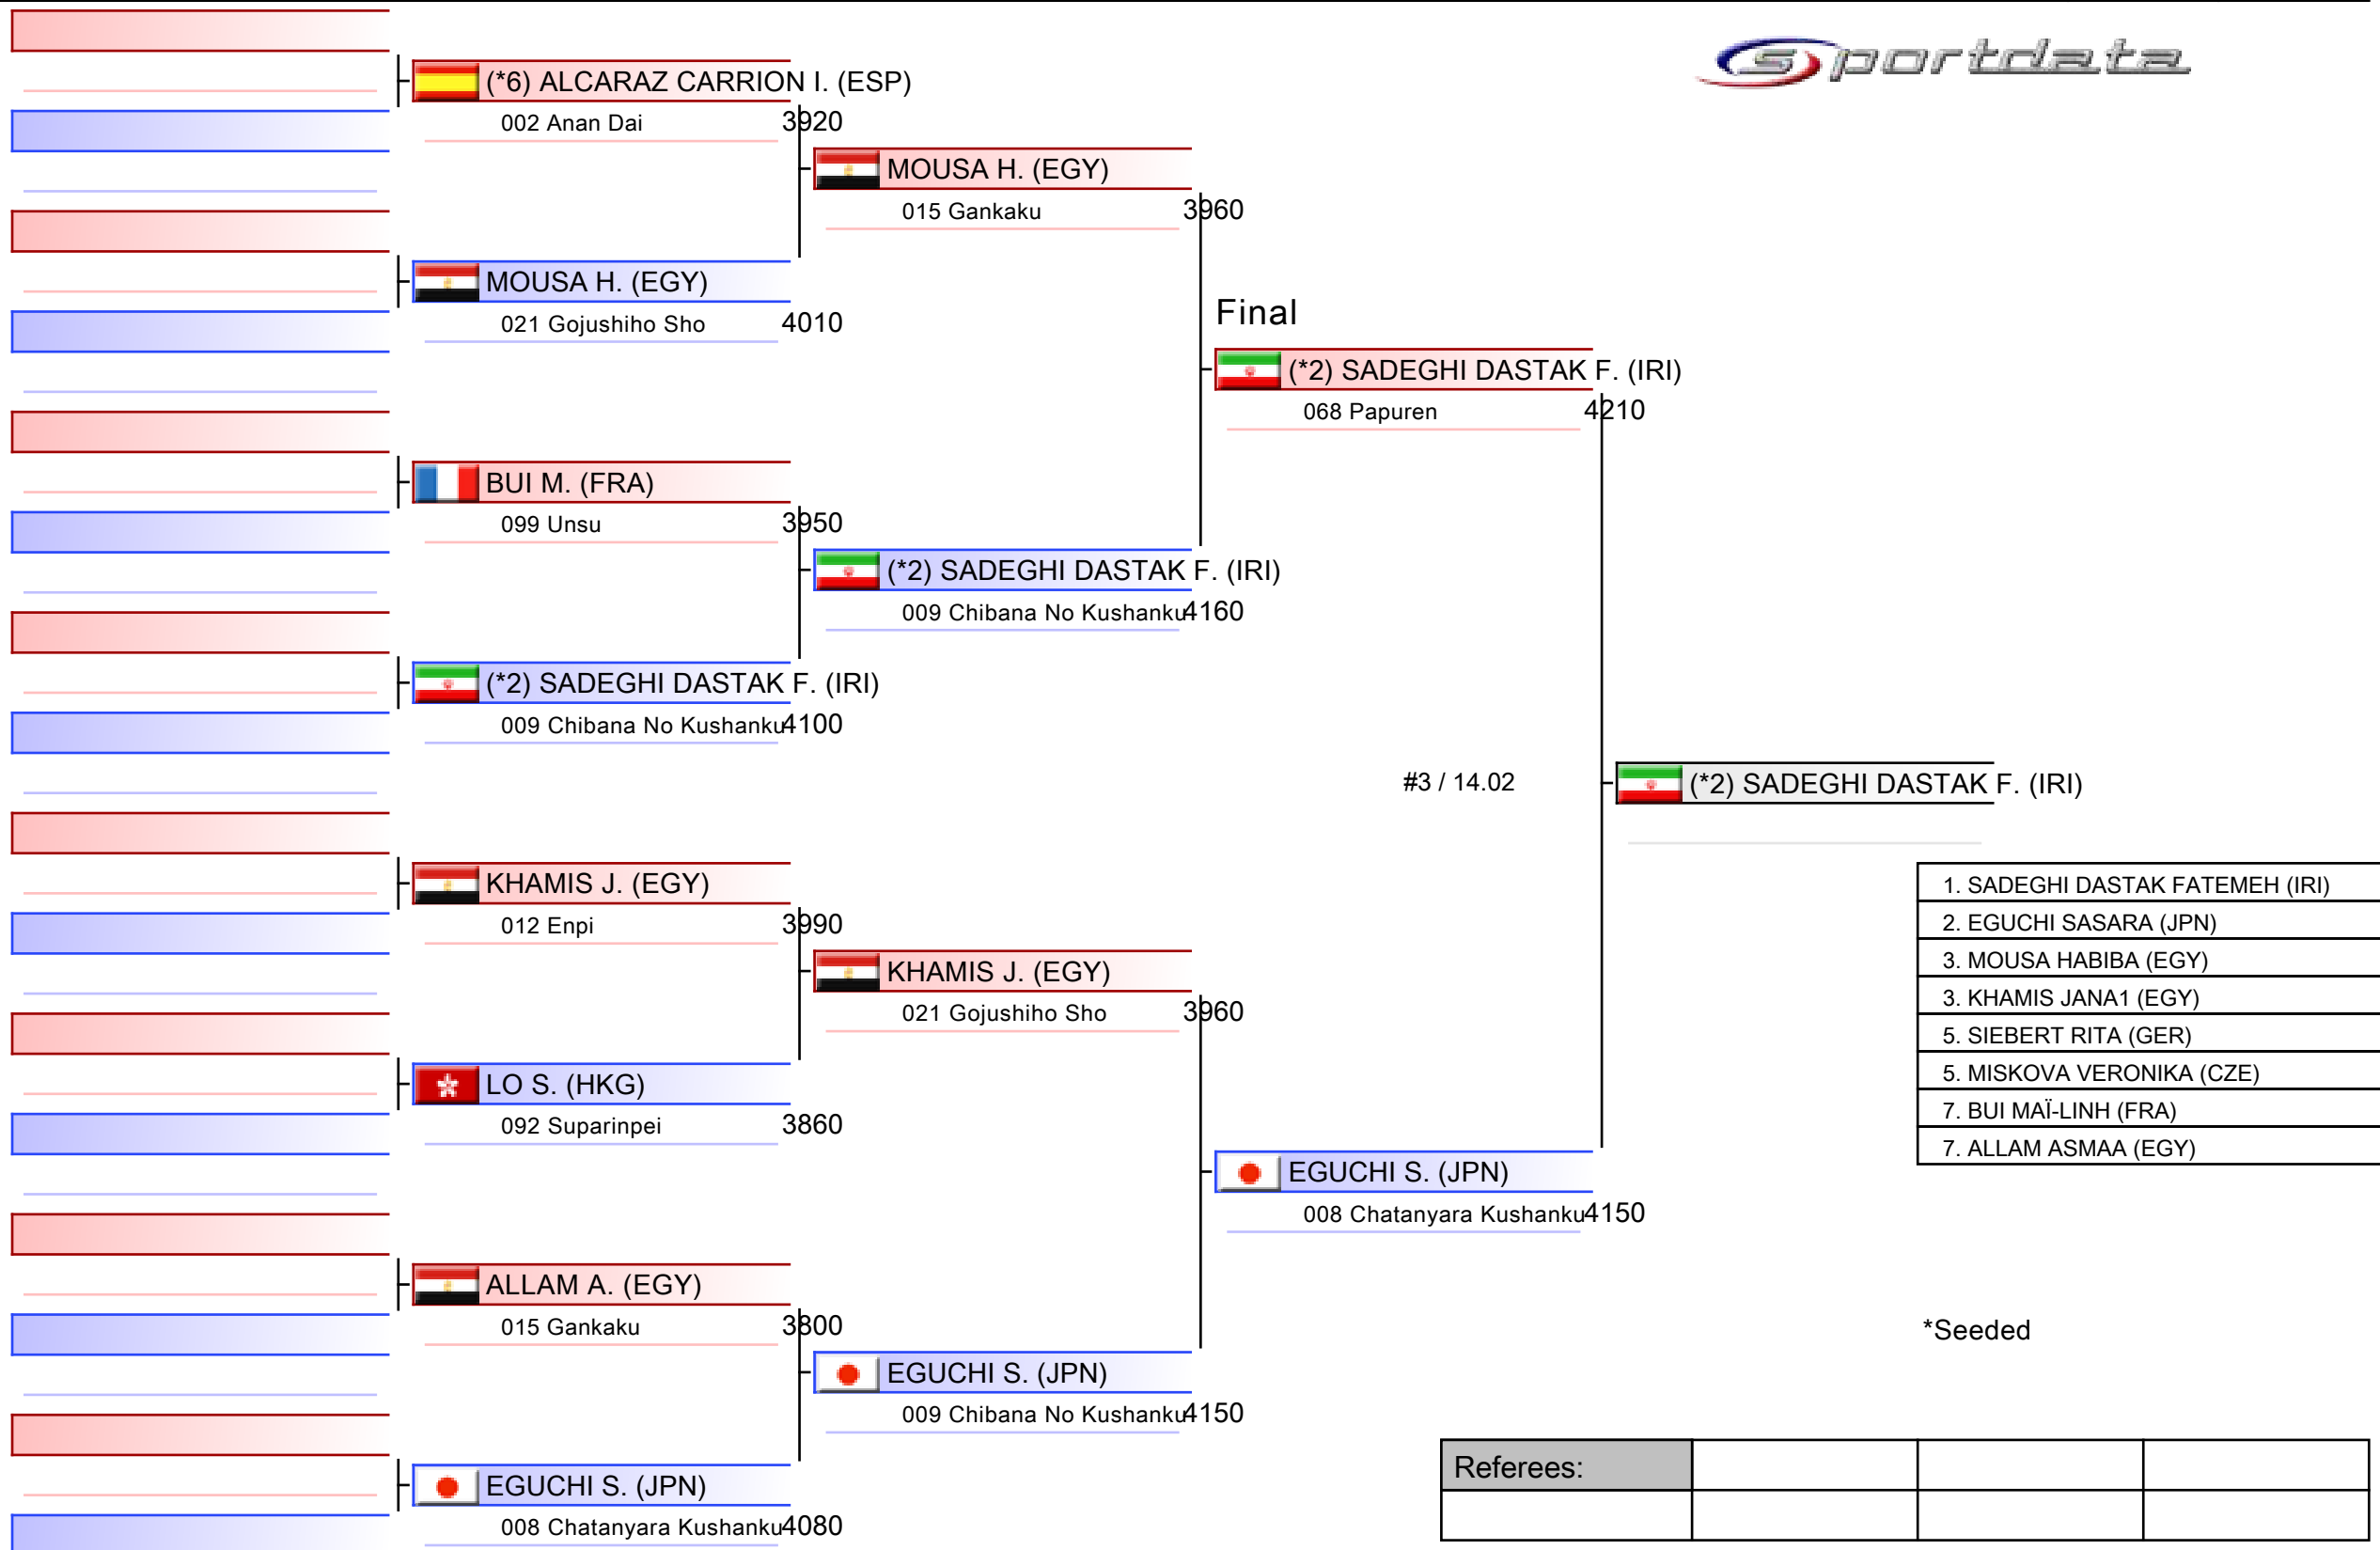 sportdata
(*6) ALCARAZ CARRION I. (ESP)
002 Anan Dai 3920
MOUSA H. (EGY)
015 Gankaku 3960
MOUSA H. (EGY)
021 Gojushiho Sho 4010
Final
(*2) SADEGHI DASTAK F. (IRI)
068 Papuren 4210
BUI M. (FRA)
099 Unsu 3950
(*2) SADEGHI DASTAK F. (IRI)
009 Chibana No Kushanku 4160
(*2) SADEGHI DASTAK F. (IRI)
009 Chibana No Kushanku 4100
#3 / 14.02
(*2) SADEGHI DASTAK F. (IRI)
KHAMIS J. (EGY)
012 Enpi 3990
KHAMIS J. (EGY)
021 Gojushiho Sho 3960
LO S. (HKG)
092 Suparinpei 3860
1. SADEGHI DASTAK FATEMEH (IRI)
2. EGUCHI SASARA (JPN)
3. MOUSA HABIBA (EGY)
3. KHAMIS JANA1 (EGY)
5. SIEBERT RITA (GER)
5. MISKOVA VERONIKA (CZE)
7. BUI MAÏ-LINH (FRA)
7. ALLAM ASMAA (EGY)
EGUCHI S. (JPN)
008 Chatanyara Kushanku 4150
ALLAM A. (EGY)
015 Gankaku 3800
EGUCHI S. (JPN)
009 Chibana No Kushanku 4150
EGUCHI S. (JPN)
008 Chatanyara Kushanku 4080
*Seeded
Referees: